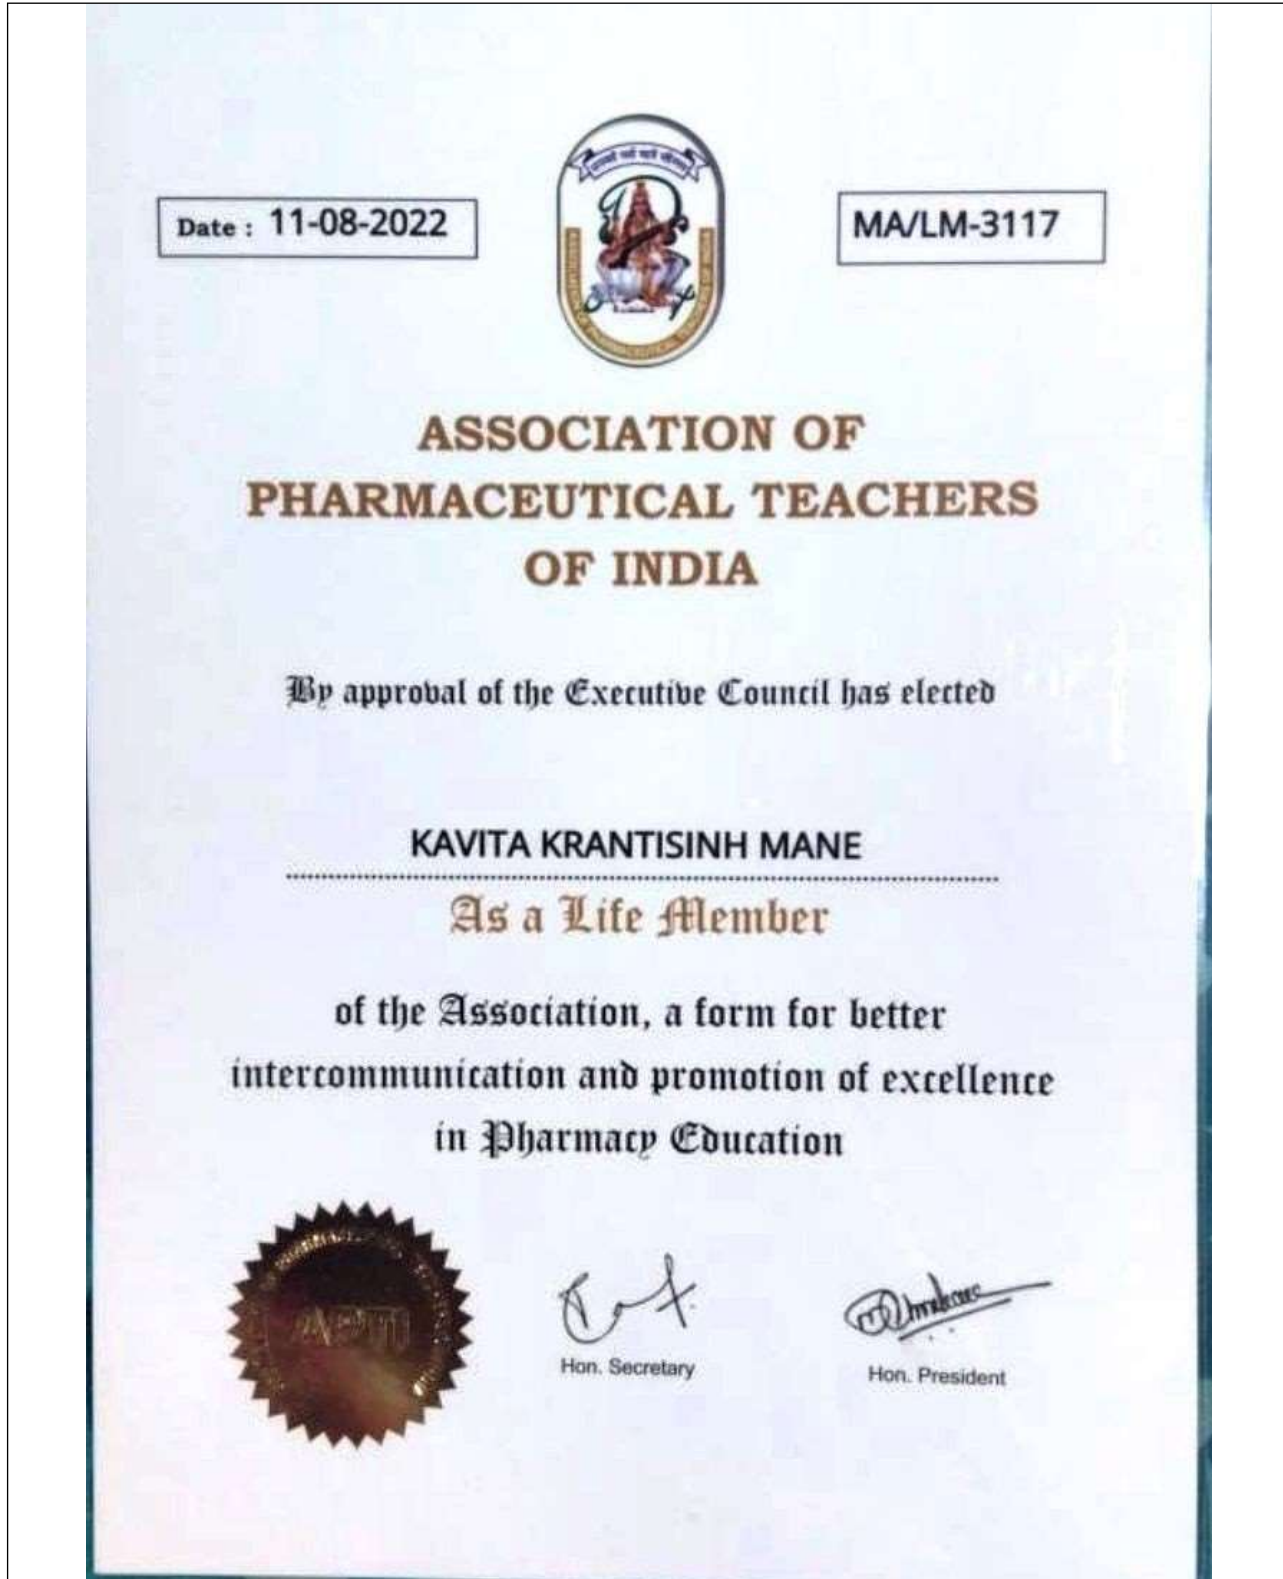 Date : 11-08-2022
MA/LM-3117
ASSOCIATION OF
PHARMACEUTICAL TEACHERS
OF INDIA
By approval of the Executive Council has elected
KAVITA KRANTISINH MANE
As a Life Member
of the Association, a form for better
intercommunication and promotion of excellence
in Pharmacy Education
APTI
Hon. Secretary
Hon. President